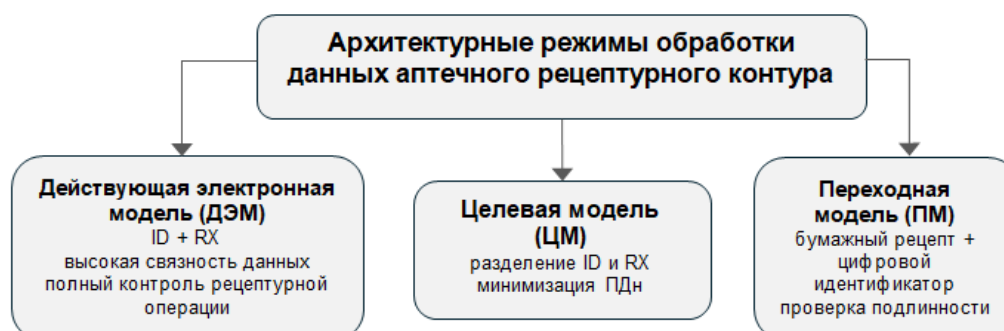 Архитектурные режимы обработки
данных аптечного рецептурного контура
Действующая электронная
модель (ДЭМ)
ID + RX
высокая связность данных
полный контроль рецептурной
операции
Целевая модель
(ЦМ)
разделение ID и RX
минимизация ПДн
Переходная
модель (ПМ)
бумажный рецепт +
цифровой
идентификатор
проверка подлинности